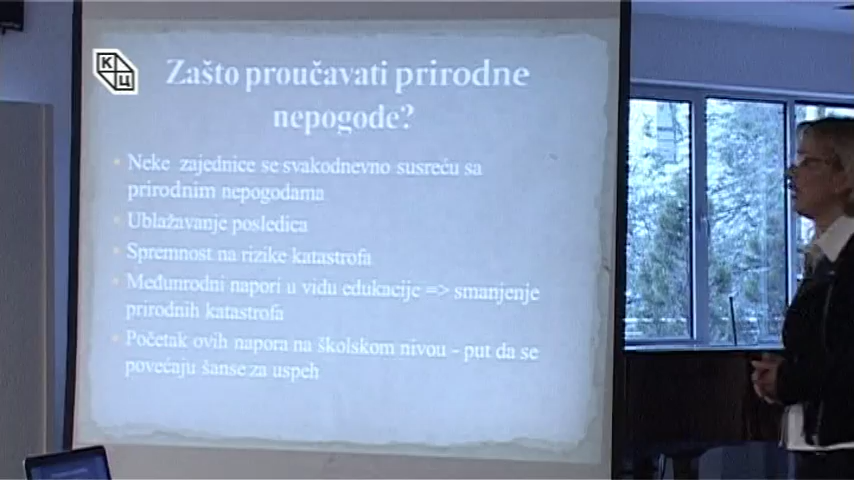 К
Ц
Zašto proučavati prirodne
nepogode?
Neke zajednice se svakodnevno susreću sa
prirodnim nepogodama
Ublažavanje posledica
Spremnost na rizike katastrofa
Međunrodni napori u vidu edukacije => smanjenje
prirodnih katastrofa
Početak ovih napora na školskom nivou - put da se
povećaju šanse za uspeh